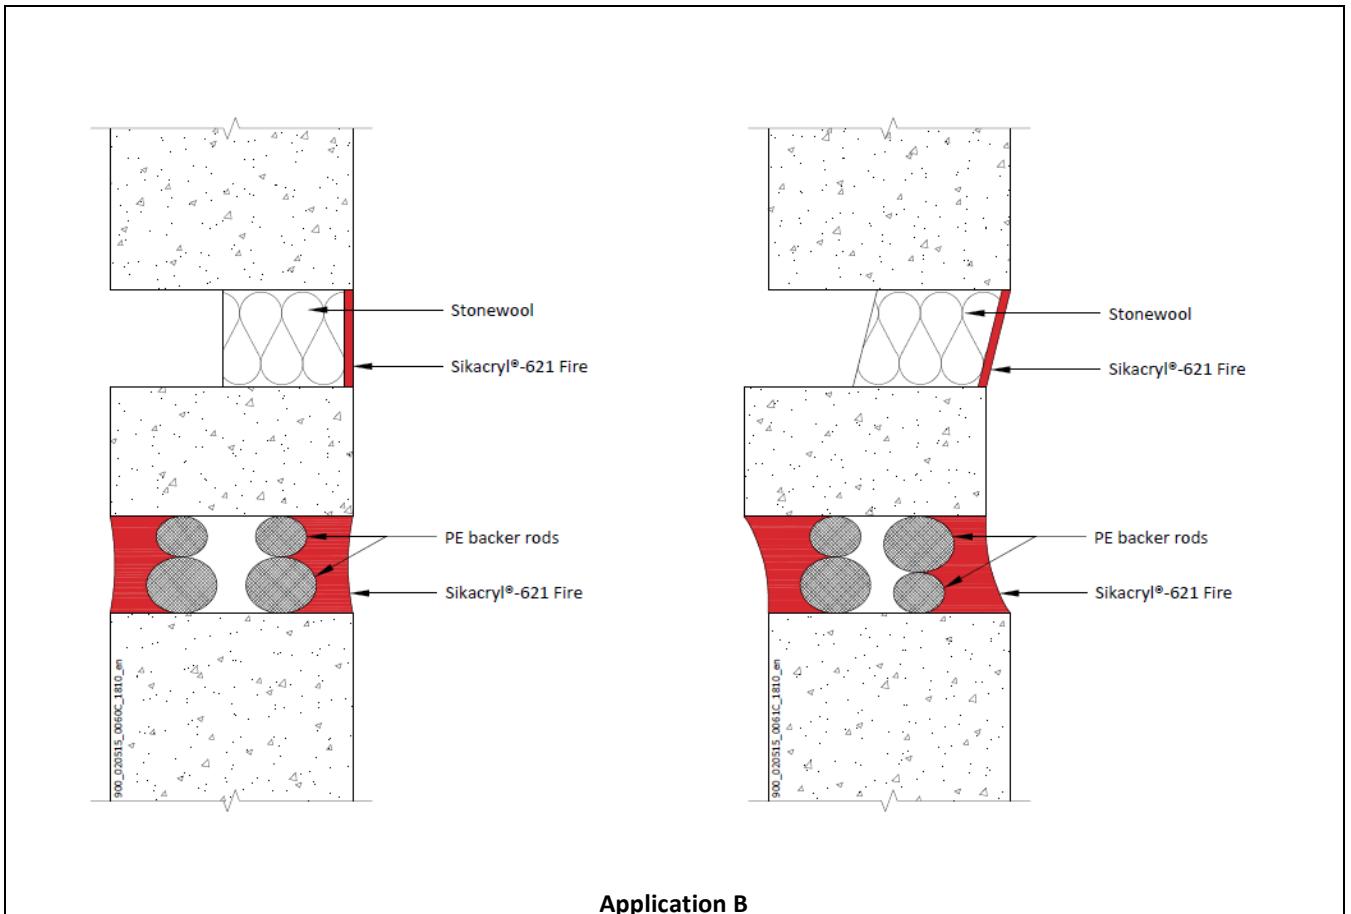 Stonewool
Sikacryl®-621 Fire
PE backer rods
Sikacryl®-621 Fire
900_020515_0060C_1810_en
Stonewool
Sikacryl®-621 Fire
PE backer rods
Sikacryl®-621 Fire
900_020515_0061C_1810_en
Application B